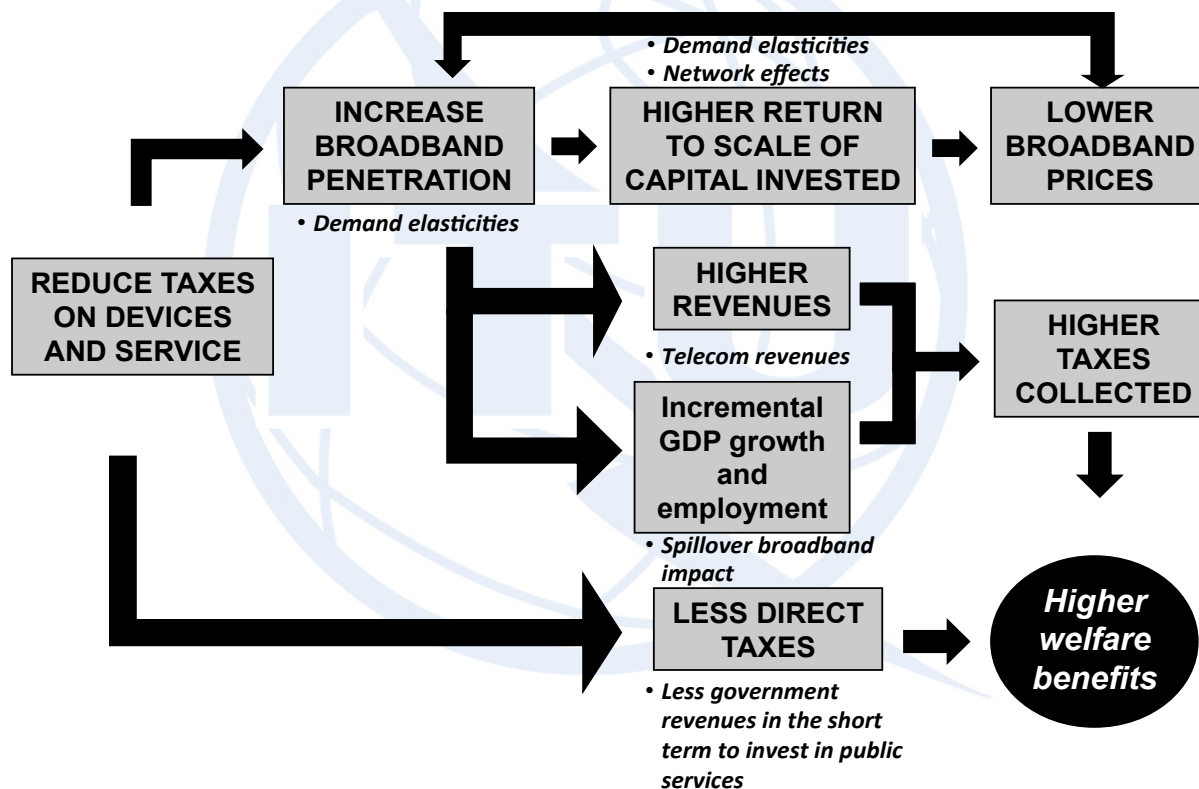 • Demand elasticities
• Network effects
INCREASE
BROADBAND
PENETRATION
HIGHER RETURN
TO SCALE OF
CAPITAL INVESTED
LOWER
BROADBAND
PRICES
• Demand elasticities
REDUCE TAXES
ON DEVICES
AND SERVICE
HIGHER
REVENUES
• Telecom revenues
HIGHER
TAXES
COLLECTED
Incremental
GDP growth
and
employment
• Spillover broadband
impact
LESS DIRECT
TAXES
• Less government
revenues in the short
term to invest in public
services
Higher
welfare
benefits
ITU